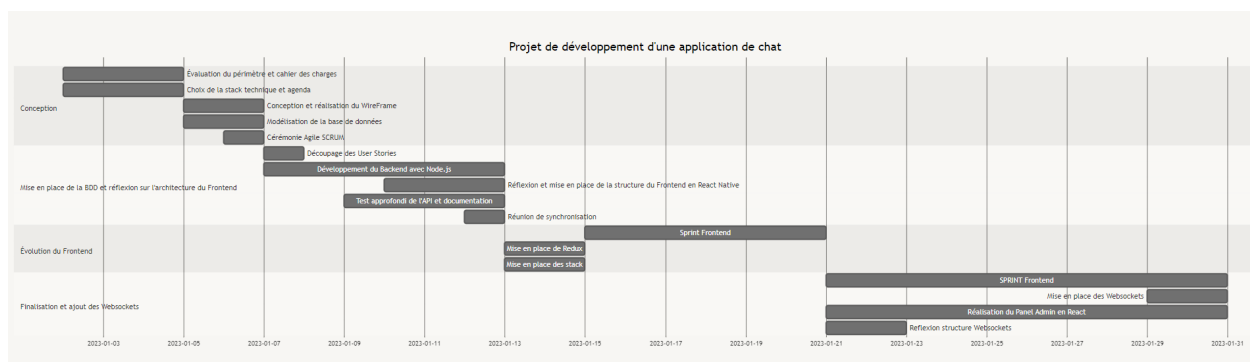 Projet de développement d'une application de chat
Évaluation du périmètre et cahier des charges
Choix de la stack technique et agenda
Conception
Conception et réalisation du WireFrame
Modélisation de la base de données
Cérémonie Agile SCRUM
Découpage des User Stories
Développement du Backend avec Node.js
Mise en place de la BDD et réflexion sur l'architecture du Frontend
Réflexion et mise en place de la structure du Frontend en React Native
Test approfondi de l'API et documentation
Réunion de synchronisation
Sprint Frontend
Évolution du Frontend
Mise en place de Redux
Mise en place des stack
SPRINT Frontend
Mise en place des Websockets
Finalisation et ajout des Websockets
Réalisation du Panel Admin en React
Reflexion structure Websockets
2023-01-03 2023-01-05 2023-01-07 2023-01-09 2023-01-11 2023-01-13 2023-01-15 2023-01-17 2023-01-19 2023-01-21 2023-01-23 2023-01-25 2023-01-27 2023-01-29 2023-01-31